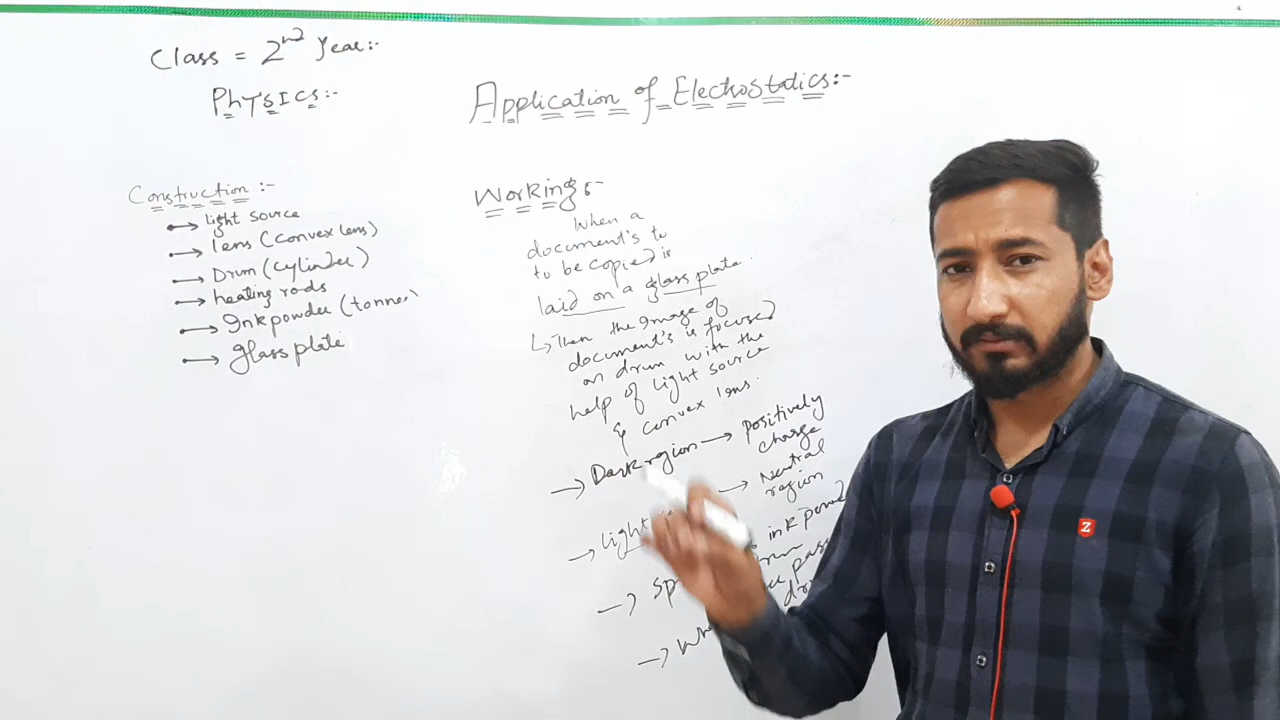 Class = 2nd Year:-
Physics:-
Application of Electrostatics:-
Construction:-
→ light source
→ lens (convex lens)
→ Drum (cylinder)
→ heating rods
→ Ink powder (tonner)
→ glass plate
Working:-
When a
document's to
to be copied is
laid on a glass plate.
↳ Then the Image of
document's is focused
on drum with the
help of light source
& convex lens.
→ Dark region → positively
charge
→ light → Neutral
region
→ ink
→
Z